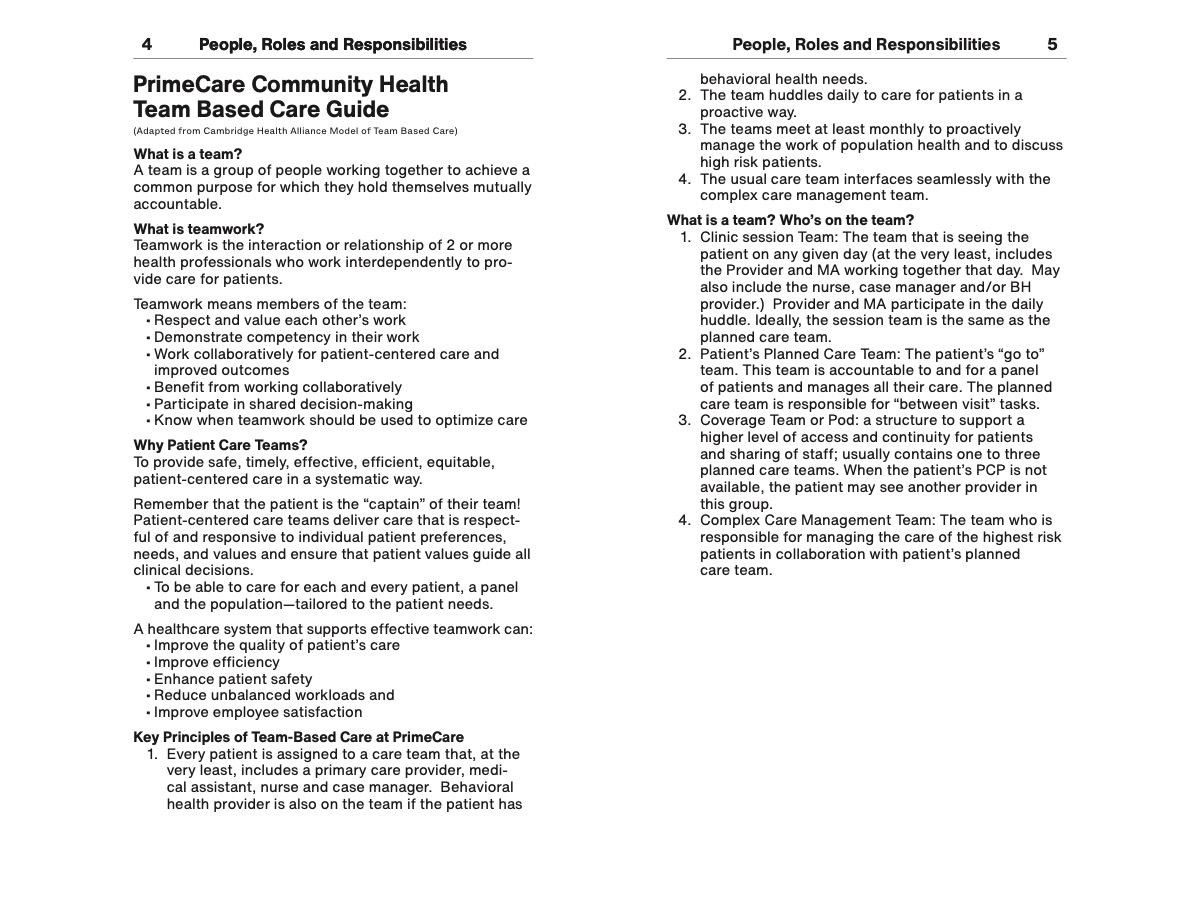 4 People, Roles and Responsibilities
PrimeCare Community Health
Team Based Care Guide
(Adapted from Cambridge Health Alliance Model of Team Based Care)
What is a team?
A team is a group of people working together to achieve a
common purpose for which they hold themselves mutually
accountable.
What is teamwork?
Teamwork is the interaction or relationship of 2 or more
health professionals who work interdependently to pro-
vide care for patients.
Teamwork means members of the team:
▪ Respect and value each other’s work
▪ Demonstrate competency in their work
▪ Work collaboratively for patient-centered care and
improved outcomes
▪ Benefit from working collaboratively
▪ Participate in shared decision-making
▪ Know when teamwork should be used to optimize care
Why Patient Care Teams?
To provide safe, timely, effective, efficient, equitable,
patient-centered care in a systematic way.
Remember that the patient is the “captain” of their team!
Patient-centered care teams deliver care that is respect-
ful of and responsive to individual patient preferences,
needs, and values and ensure that patient values guide all
clinical decisions.
▪ To be able to care for each and every patient, a panel
and the population—tailored to the patient needs.
A healthcare system that supports effective teamwork can:
▪ Improve the quality of patient’s care
▪ Improve efficiency
▪ Enhance patient safety
▪ Reduce unbalanced workloads and
▪ Improve employee satisfaction
Key Principles of Team-Based Care at PrimeCare
1. Every patient is assigned to a care team that, at the
very least, includes a primary care provider, medi-
cal assistant, nurse and case manager.  Behavioral
health provider is also on the team if the patient has
People, Roles and Responsibilities 5
behavioral health needs.
2. The team huddles daily to care for patients in a
proactive way.
3. The teams meet at least monthly to proactively
manage the work of population health and to discuss
high risk patients.
4. The usual care team interfaces seamlessly with the
complex care management team.
What is a team? Who’s on the team?
1. Clinic session Team: The team that is seeing the
patient on any given day (at the very least, includes
the Provider and MA working together that day.  May
also include the nurse, case manager and/or BH
provider.)  Provider and MA participate in the daily
huddle. Ideally, the session team is the same as the
planned care team.
2. Patient’s Planned Care Team: The patient’s “go to”
team. This team is accountable to and for a panel
of patients and manages all their care. The planned
care team is responsible for “between visit” tasks.
3. Coverage Team or Pod: a structure to support a
higher level of access and continuity for patients
and sharing of staff; usually contains one to three
planned care teams. When the patient’s PCP is not
available, the patient may see another provider in
this group.
4. Complex Care Management Team: The team who is
responsible for managing the care of the highest risk
patients in collaboration with patient’s planned
care team.